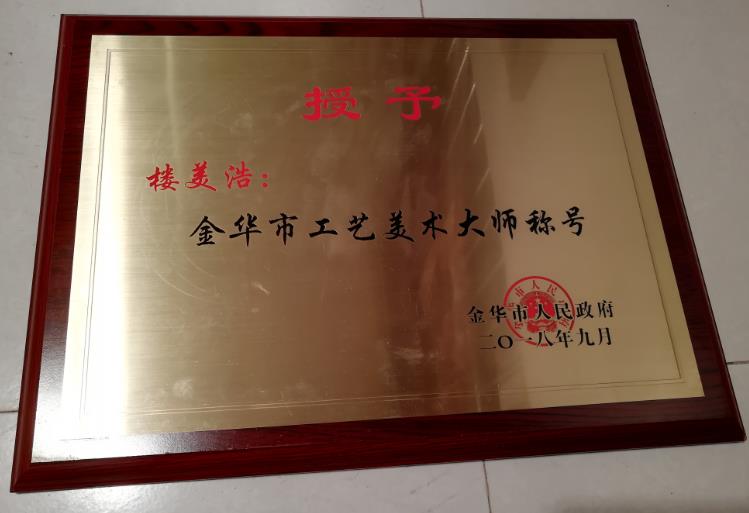 授予
楼美浩：
金华市工艺美术大师称号
金华市人民政府
二〇一八年九月